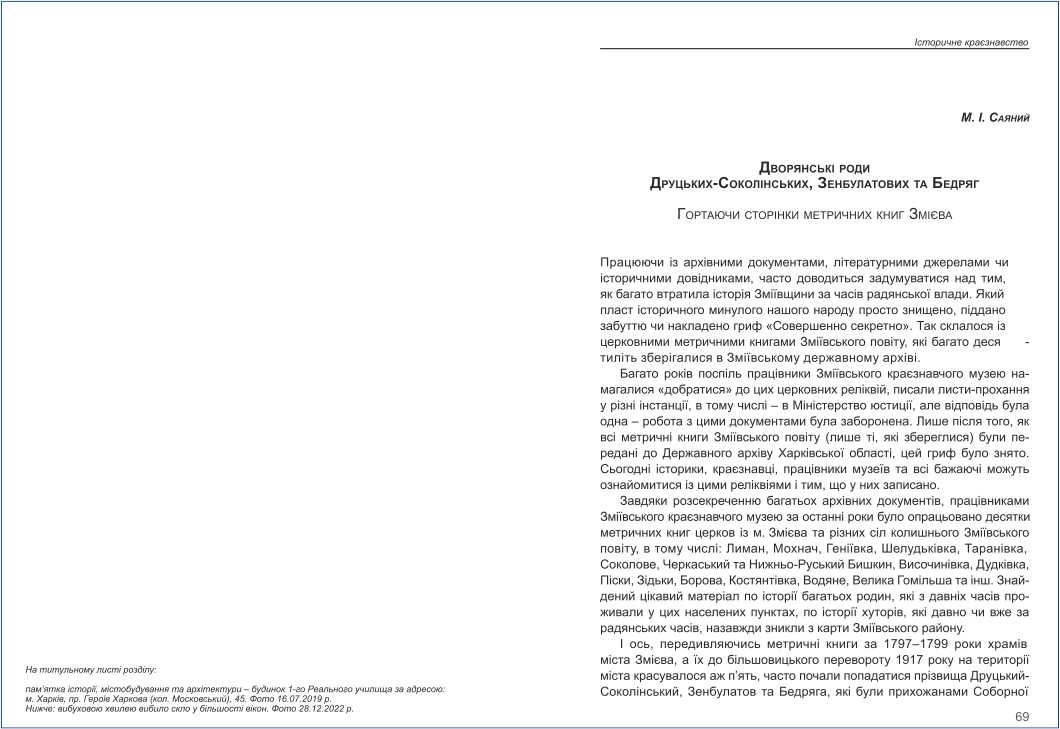 На титульному листі розділу:
пам'ятка історії, містобудування та архітектури – будинок 1-го Реального училища за адресою:
м. Харків, пр. Героїв Харкова (кол. Московський), 45. Фото 16.07.2019 р.
Нижче: вибуховою хвилею вибило скло у більшості вікон. Фото 28.12.2022 р.
Історичне краєзнавство
М. І. Саяний
Дворянські роди
Друцьких-Соколінських, Зенбулатових та Бедряг
Гортаючи сторінки метричних книг Змієва
Працюючи із архівними документами, літературними джерелами чи
історичними довідниками, часто доводиться задумуватися над тим,
як багато втратила історія Зміївщини за часів радянської влади. Який
пласт історичного минулого нашого народу просто знищено, піддано
забуттю чи накладено гриф «Совершенно секретно». Так склалося із
церковними метричними книгами Зміївського повіту, які багато деся -
тиліть зберігалися в Зміївському державному архіві.
Багато років поспіль працівники Зміївського краєзнавчого музею на-
магалися «добратися» до цих церковних реліквій, писали листи-прохання
у різні інстанції, в тому числі – в Міністерство юстиції, але відповідь була
одна – робота з цими документами була заборонена. Лише після того, як
всі метричні книги Зміївського повіту (лише ті, які збереглися) були пе-
редані до Державного архіву Харківської області, цей гриф було знято.
Сьогодні історики, краєзнавці, працівники музеїв та всі бажаючі можуть
ознайомитися із цими реліквіями і тим, що у них записано.
Завдяки розсекреченню багатьох архівних документів, працівниками
Зміївського краєзнавчого музею за останні роки було опрацьовано десятки
метричних книг церков із м. Змієва та різних сіл колишнього Зміївського
повіту, в тому числі: Лиман, Мохнач, Геніївка, Шелудьківка, Таранівка,
Соколове, Черкаський та Нижньо-Руський Бишкин, Височинівка, Дудківка,
Піски, Зідьки, Борова, Костянтівка, Водяне, Велика Гомільша та інш. Знай-
дений цікавий матеріал по історії багатьох родин, які з давніх часів про-
живали у цих населених пунктах, по історії хуторів, які давно чи вже за
радянських часів, назавжди зникли з карти Зміївського району.
І ось, передивляючись метричні книги за 1797–1799 роки храмів
міста Змієва, а їх до більшовицького перевороту 1917 року на території
міста красувалося аж п'ять, часто почали попадатися прізвища Друцький-
Соколінський, Зенбулатов та Бедряга, які були прихожанами Соборної
69